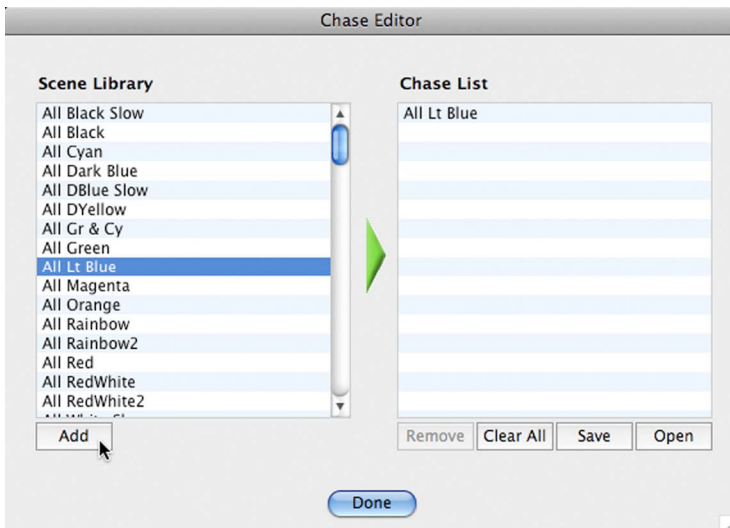 Chase Editor
Scene Library
All Black Slow
All Black
All Cyan
All Dark Blue
All DBlue Slow
All DYellow
All Gr & Cy
All Green
All Lt Blue
All Magenta
All Orange
All Rainbow
All Rainbow2
All Red
All RedWhite
All RedWhite2
Add
Chase List
All Lt Blue
Remove Clear All Save Open
Done